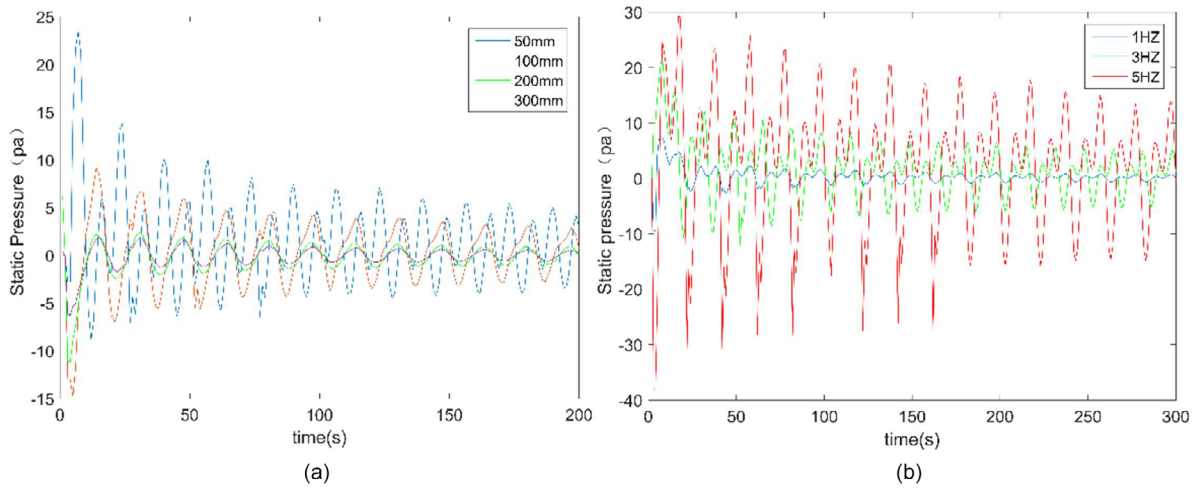 25
20
15
10
5
0
-5
-10
-15
Static Pressure（pa）
0
50
100
150
200
time(s)
50mm
100mm
200mm
300mm
(a)
30
20
10
0
-10
-20
-30
-40
Static pressure（pa）
0
50
100
150
200
250
300
time(s)
1HZ
3HZ
5HZ
(b)